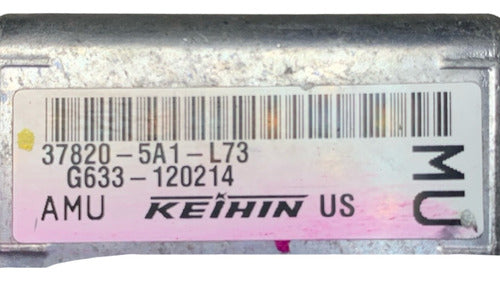 37820-5A1-L73
G633-120214
AMU KEIHIN US
MU